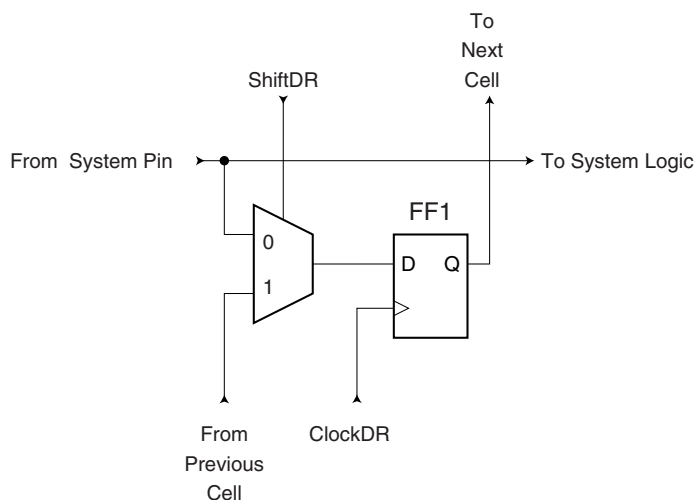 To
Next
Cell
ShiftDR
From System Pin
To System Logic
FF1
0
D Q
1
From
Previous
Cell
ClockDR